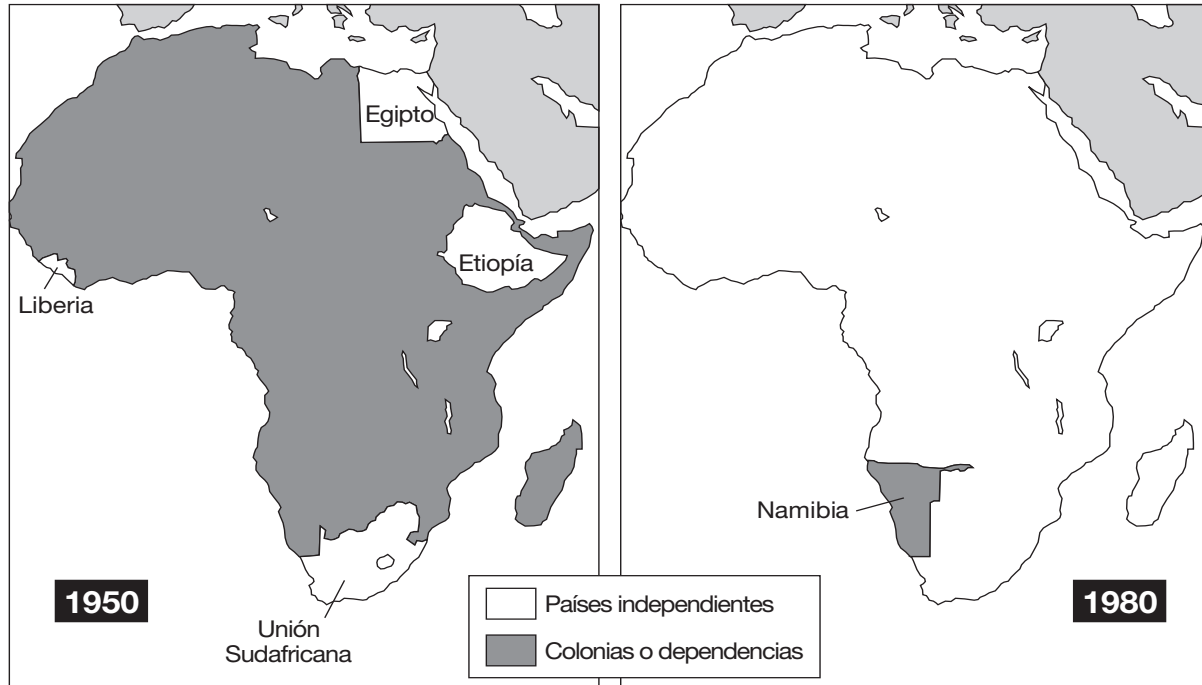 Egipto
Etiopía
Liberia
1950
Unión
Sudafricana
Namibia
1980
Países independientes
Colonias o dependencias